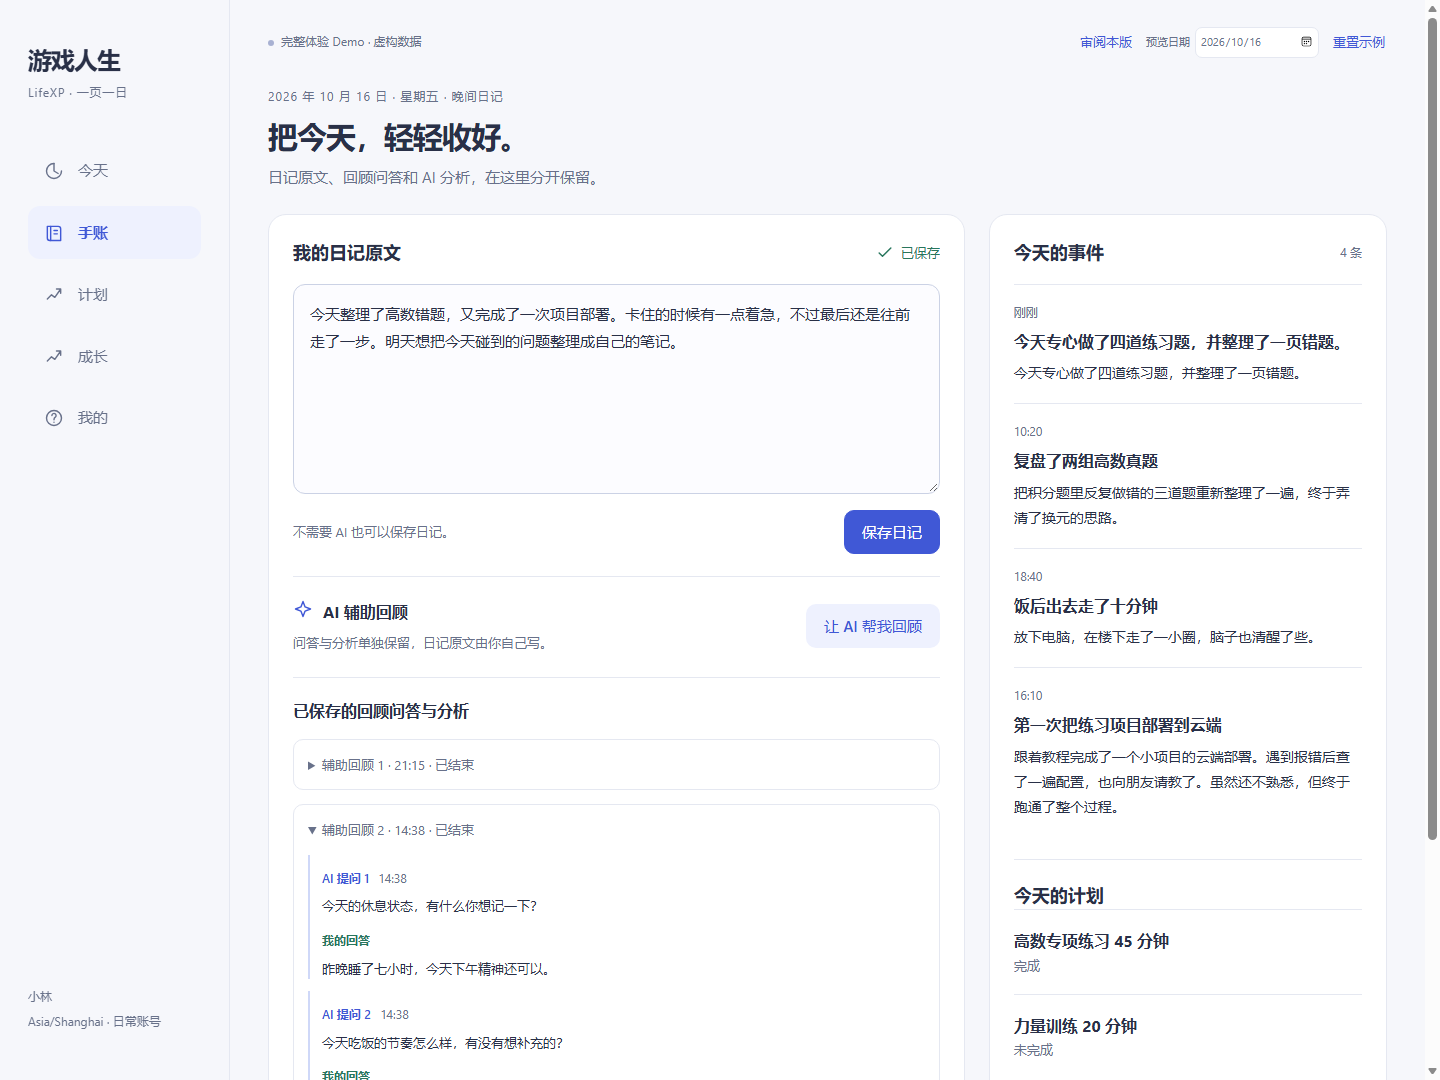 游戏人生
LifeXP · 一页一日
今天
手账
计划
成长
我的
小林
Asia/Shanghai · 日常账号
完整体验 Demo · 虚构数据
审阅本版
预览日期
2026/10/16
重置示例
2026 年 10 月 16 日 · 星期五 · 晚间日记
把今天，轻轻收好。
日记原文、回顾问答和 AI 分析，在这里分开保留。
我的日记原文
已保存
今天整理了高数错题，又完成了一次项目部署。卡住的时候有一点着急，不过最后还是往前
走了一步。明天想把今天碰到的问题整理成自己的笔记。
不需要 AI 也可以保存日记。
保存日记
AI 辅助回顾
问答与分析单独保留，日记原文由你自己写。
让 AI 帮我回顾
已保存的回顾问答与分析
辅助回顾 1 · 21:15 · 已结束
辅助回顾 2 · 14:38 · 已结束
AI 提问 1 14:38
今天的休息状态，有什么你想记一下？
我的回答
昨晚睡了七小时，今天下午精神还可以。
AI 提问 2 14:38
今天吃饭的节奏怎么样，有没有想补充的？
我的回答
今天的事件
4 条
刚刚
今天专心做了四道练习题，并整理了一页错题。
今天专心做了四道练习题，并整理了一页错题。
10:20
复盘了两组高数真题
把积分题里反复做错的三道题重新整理了一遍，终于弄
清了换元的思路。
18:40
饭后出去走了十分钟
放下电脑，在楼下走了一小圈，脑子也清醒了些。
16:10
第一次把练习项目部署到云端
跟着教程完成了一个小项目的云端部署。遇到报错后查
了一遍配置，也向朋友请教了。虽然还不熟悉，但终于
跑通了整个过程。
今天的计划
高数专项练习 45 分钟
完成
力量训练 20 分钟
未完成